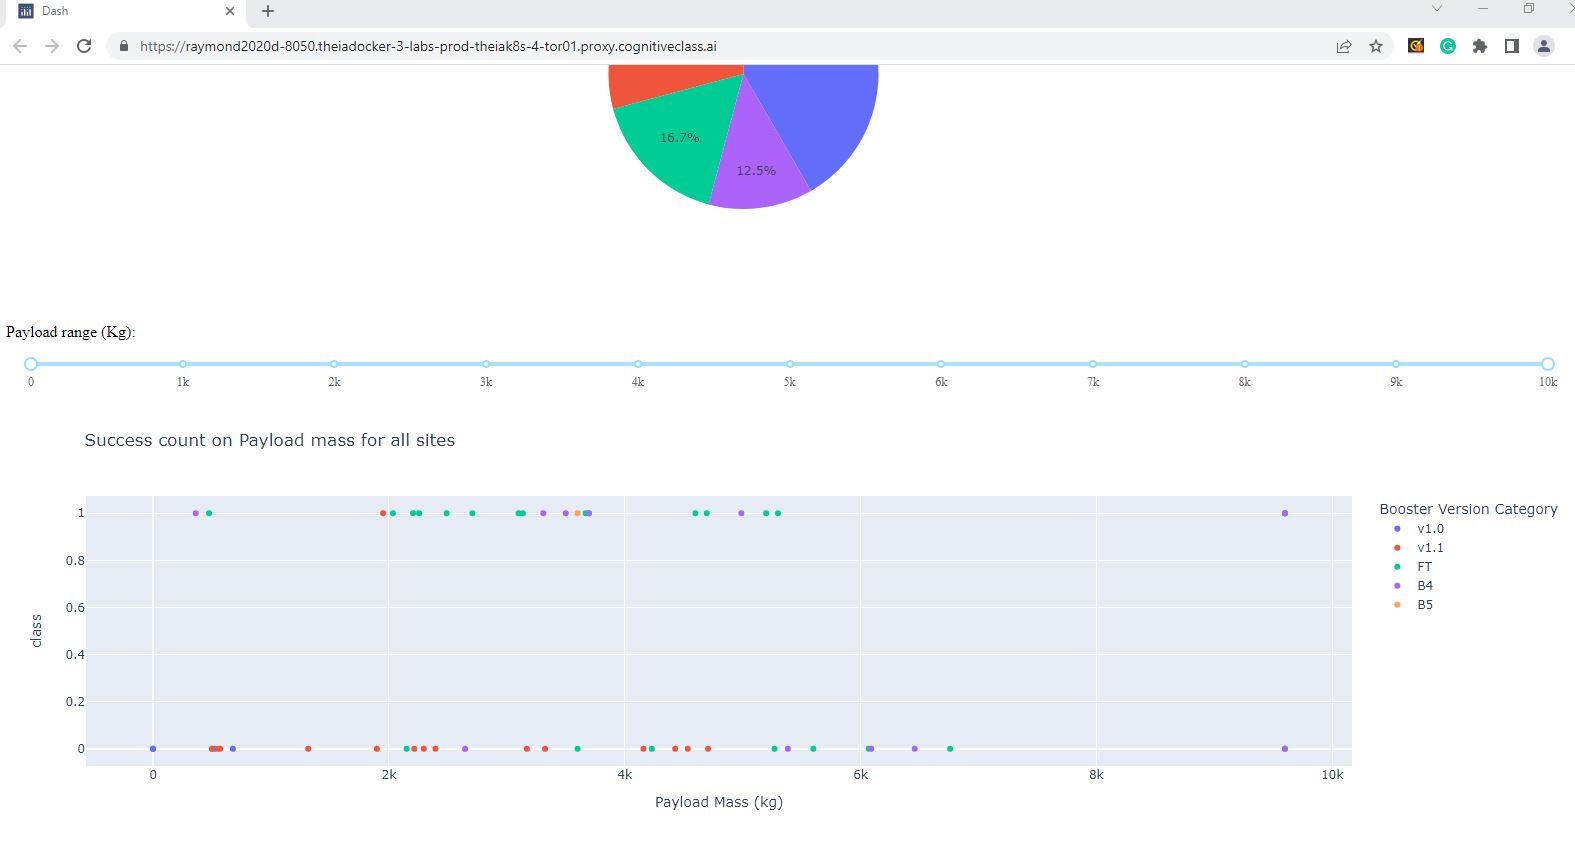 Dash
https://raymond2020d-8050.theiadocker-3-labs-prod-theiak8s-4-tor01.proxy.cognitiveclass.ai
16.7%
12.5%
Payload range (Kg):
0 1k 2k 3k 4k 5k 6k 7k 8k 9k 10k
Success count on Payload mass for all sites
Booster Version Category
v1.0
v1.1
FT
B4
B5
1
0.8
0.6
0.4
0.2
0
class
0 2k 4k 6k 8k 10k
Payload Mass (kg)